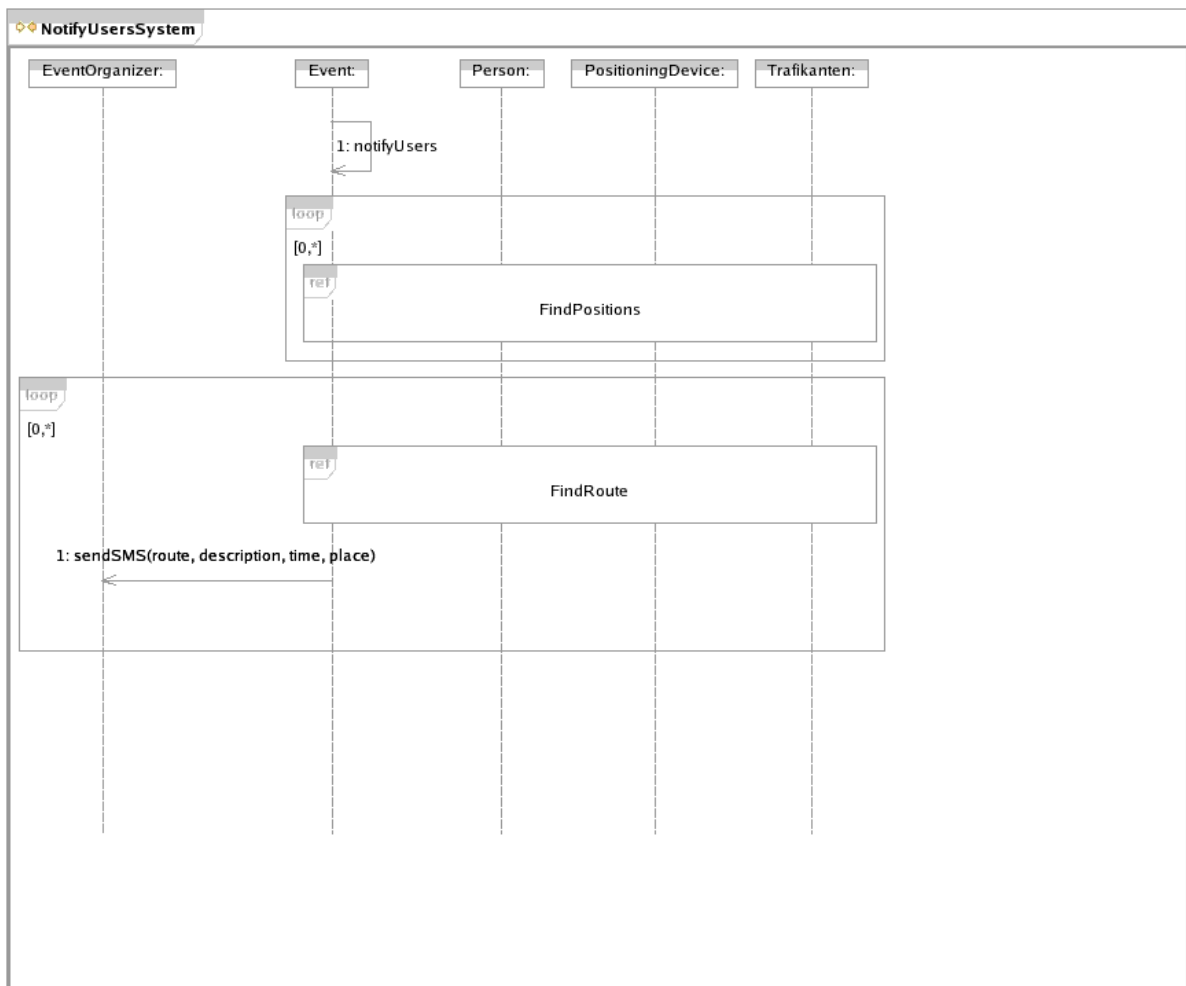 NotifyUsersSystem
EventOrganizer: Event: Person: PositioningDevice: Trafikanten:
1: notifyUsers
loop
[0,*]
ref
FindPositions
loop
[0,*]
ref
FindRoute
1: sendSMS(route, description, time, place)